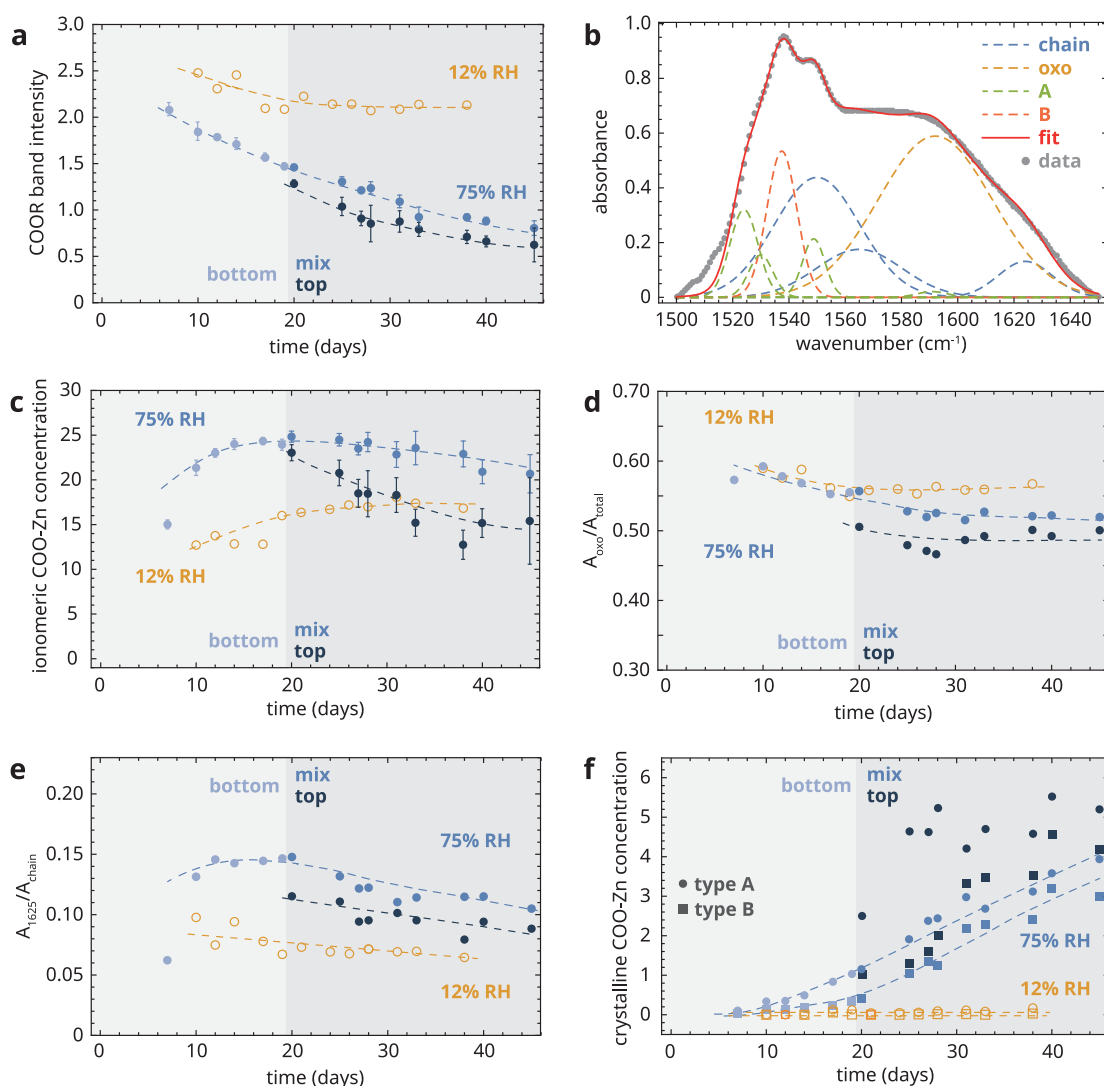 a
3.0
2.5
2.0
1.5
1.0
0.5
0
COOR band intensity
12% RH
75% RH
bottom
mix
top
0 10 20 30 40
time (days)
b
1.0
0.8
0.6
0.4
0.2
0
absorbance
chain
oxo
A
B
fit
data
1500 1520 1540 1560 1580 1600 1620 1640
wavenumber (cm⁻¹)
c
30
25
20
15
10
5
0
ionomeric COO-Zn concentration
75% RH
12% RH
bottom
mix
top
0 10 20 30 40
time (days)
d
0.70
0.60
0.50
0.40
0.30
Aoxo/Atotal
12% RH
75% RH
bottom
mix
top
0 10 20 30 40
time (days)
e
0.20
0.15
0.10
0.05
0
A1625/Achain
bottom
mix
top
75% RH
12% RH
0 10 20 30 40
time (days)
f
6
5
4
3
2
1
0
crystalline COO-Zn concentration
bottom
mix
top
type A
type B
75% RH
12% RH
0 10 20 30 40
time (days)